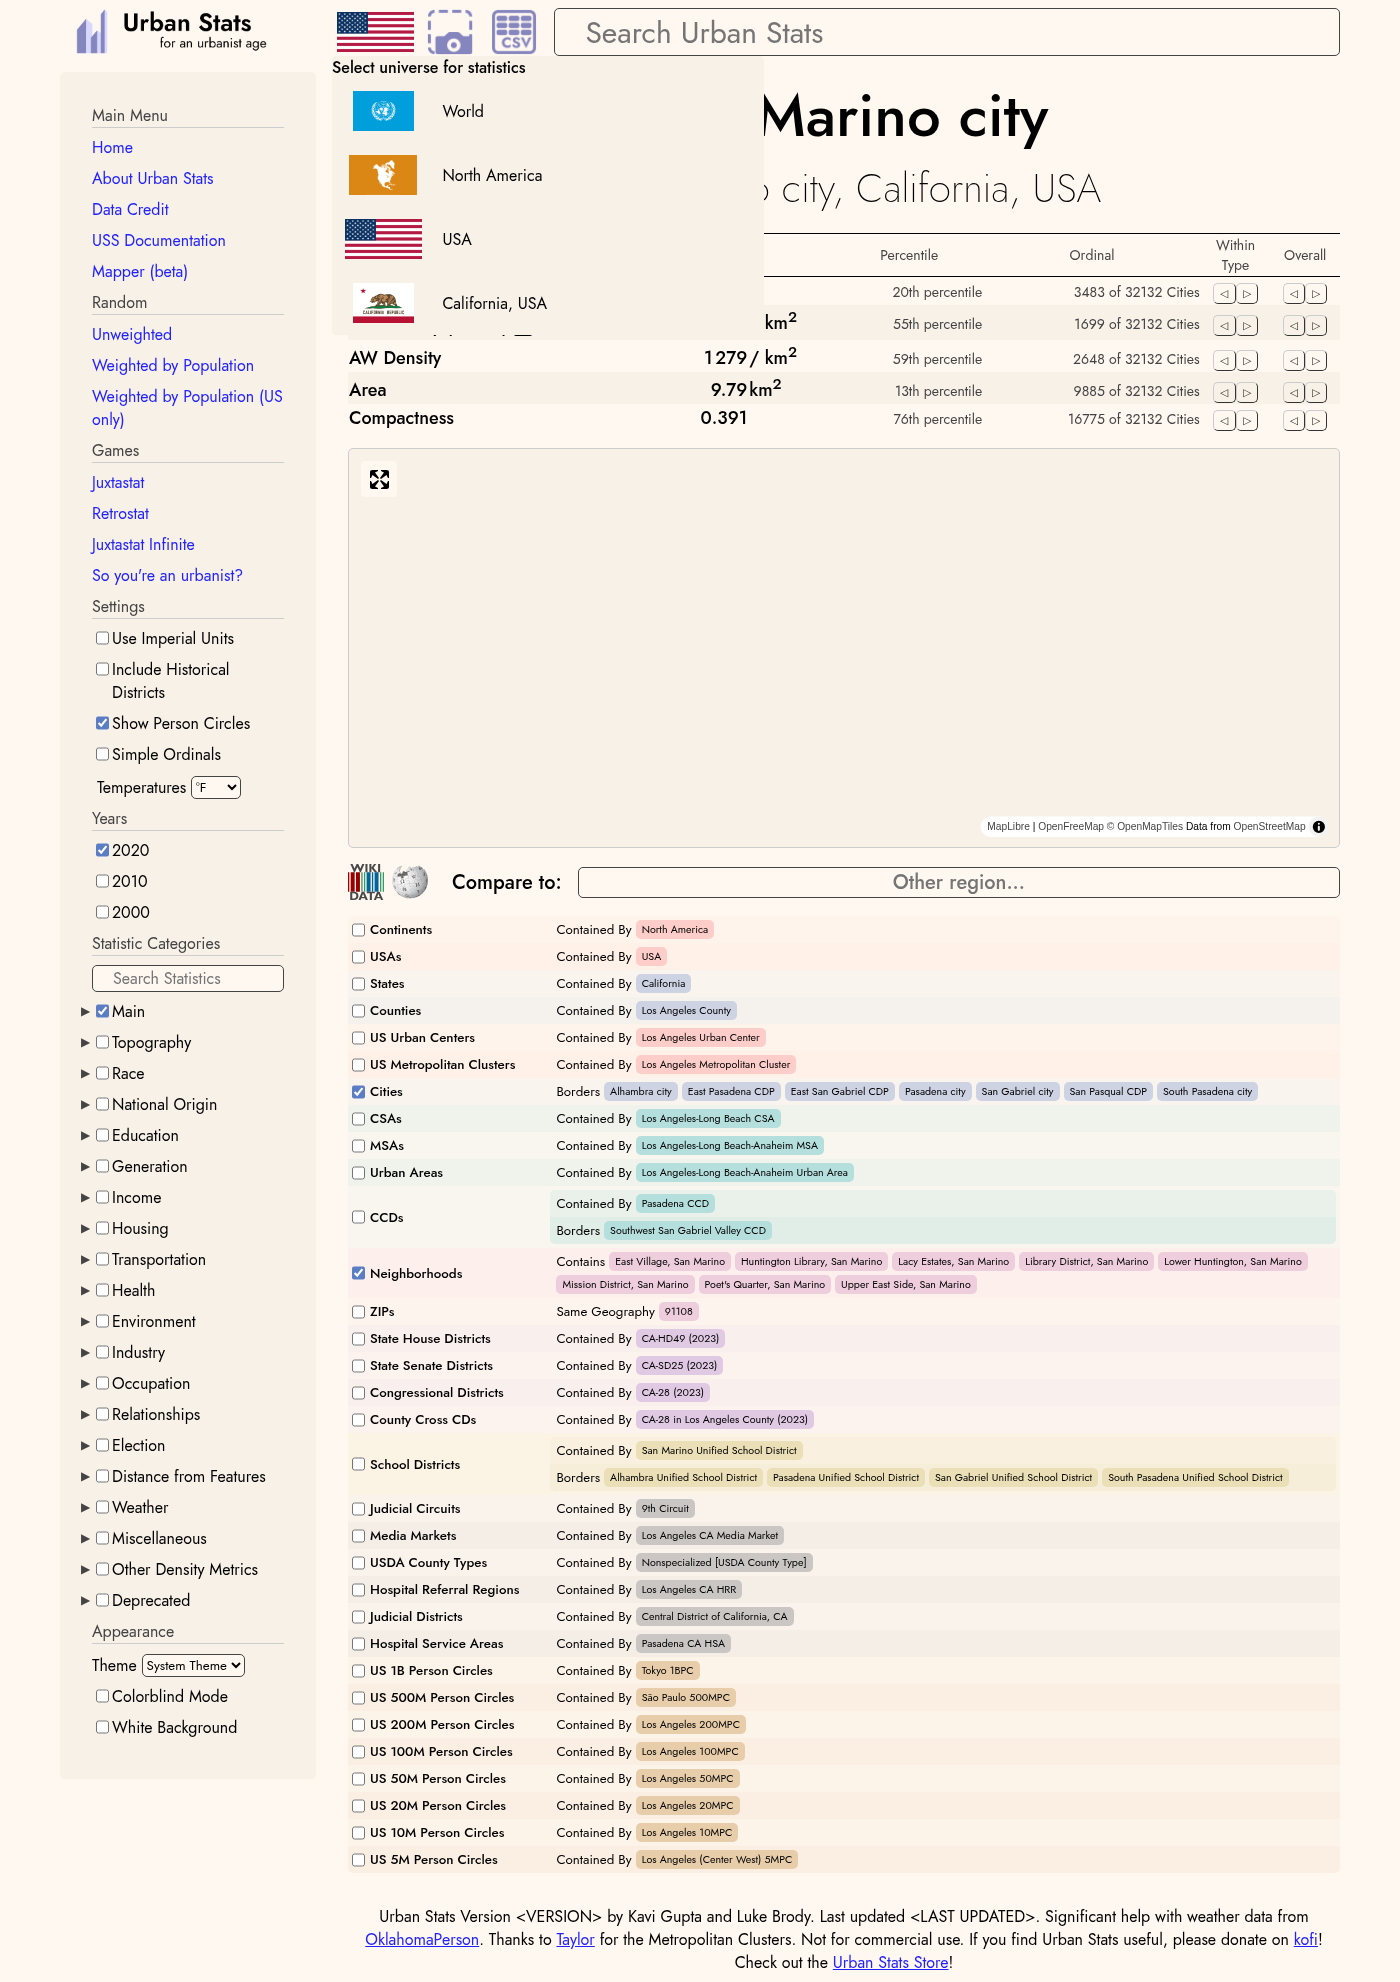 Urban Stats
for an urbanist age
CSV
Search Urban Stats
Select universe for statistics
World
North America
USA
California, USA
Marino city
city, California, USA
Main Menu
Home
About Urban Stats
Data Credit
USS Documentation
Mapper (beta)
Random
Unweighted
Weighted by Population
Weighted by Population (US
only)
Games
Juxtastat
Retrostat
Juxtastat Infinite
So you're an urbanist?
Settings
Use Imperial Units
Include Historical
Districts
Show Person Circles
Simple Ordinals
Temperatures °F
Years
2020
2010
2000
Statistic Categories
Search Statistics
Main
Topography
Race
National Origin
Education
Generation
Income
Housing
Transportation
Health
Environment
Industry
Occupation
Relationships
Election
Distance from Features
Weather
Miscellaneous
Other Density Metrics
Deprecated
Appearance
Theme System Theme
Colorblind Mode
White Background
Percentile Ordinal Within Type Overall
20th percentile 3483 of 32132 Cities
km² 55th percentile 1699 of 32132 Cities
AW Density 1 279 / km² 59th percentile 2648 of 32132 Cities
Area 9.79 km² 13th percentile 9885 of 32132 Cities
Compactness 0.391 76th percentile 16775 of 32132 Cities
MapLibre | OpenFreeMap © OpenMapTiles Data from OpenStreetMap
WIKI
DATA
Compare to: Other region...
Continents Contained By North America
USAs Contained By USA
States Contained By California
Counties Contained By Los Angeles County
US Urban Centers Contained By Los Angeles Urban Center
US Metropolitan Clusters Contained By Los Angeles Metropolitan Cluster
Cities Borders Alhambra city East Pasadena CDP East San Gabriel CDP Pasadena city San Gabriel city San Pasqual CDP South Pasadena city
CSAs Contained By Los Angeles-Long Beach CSA
MSAs Contained By Los Angeles-Long Beach-Anaheim MSA
Urban Areas Contained By Los Angeles-Long Beach-Anaheim Urban Area
CCDs Contained By Pasadena CCD
Borders Southwest San Gabriel Valley CCD
Neighborhoods Contains East Village, San Marino Huntington Library, San Marino Lacy Estates, San Marino Library District, San Marino Lower Huntington, San Marino
Mission District, San Marino Poet's Quarter, San Marino Upper East Side, San Marino
ZIPs Same Geography 91108
State House Districts Contained By CA-HD49 (2023)
State Senate Districts Contained By CA-SD25 (2023)
Congressional Districts Contained By CA-28 (2023)
County Cross CDs Contained By CA-28 in Los Angeles County (2023)
School Districts Contained By San Marino Unified School District
Borders Alhambra Unified School District Pasadena Unified School District San Gabriel Unified School District South Pasadena Unified School District
Judicial Circuits Contained By 9th Circuit
Media Markets Contained By Los Angeles CA Media Market
USDA County Types Contained By Nonspecialized [USDA County Type]
Hospital Referral Regions Contained By Los Angeles CA HRR
Judicial Districts Contained By Central District of California, CA
Hospital Service Areas Contained By Pasadena CA HSA
US 1B Person Circles Contained By Tokyo 1BPC
US 500M Person Circles Contained By São Paulo 500MPC
US 200M Person Circles Contained By Los Angeles 200MPC
US 100M Person Circles Contained By Los Angeles 100MPC
US 50M Person Circles Contained By Los Angeles 50MPC
US 20M Person Circles Contained By Los Angeles 20MPC
US 10M Person Circles Contained By Los Angeles 10MPC
US 5M Person Circles Contained By Los Angeles (Center West) 5MPC
Urban Stats Version <VERSION> by Kavi Gupta and Luke Brody. Last updated <LAST UPDATED>. Significant help with weather data from
OklahomaPerson. Thanks to Taylor for the Metropolitan Clusters. Not for commercial use. If you find Urban Stats useful, please donate on kofi!
Check out the Urban Stats Store!